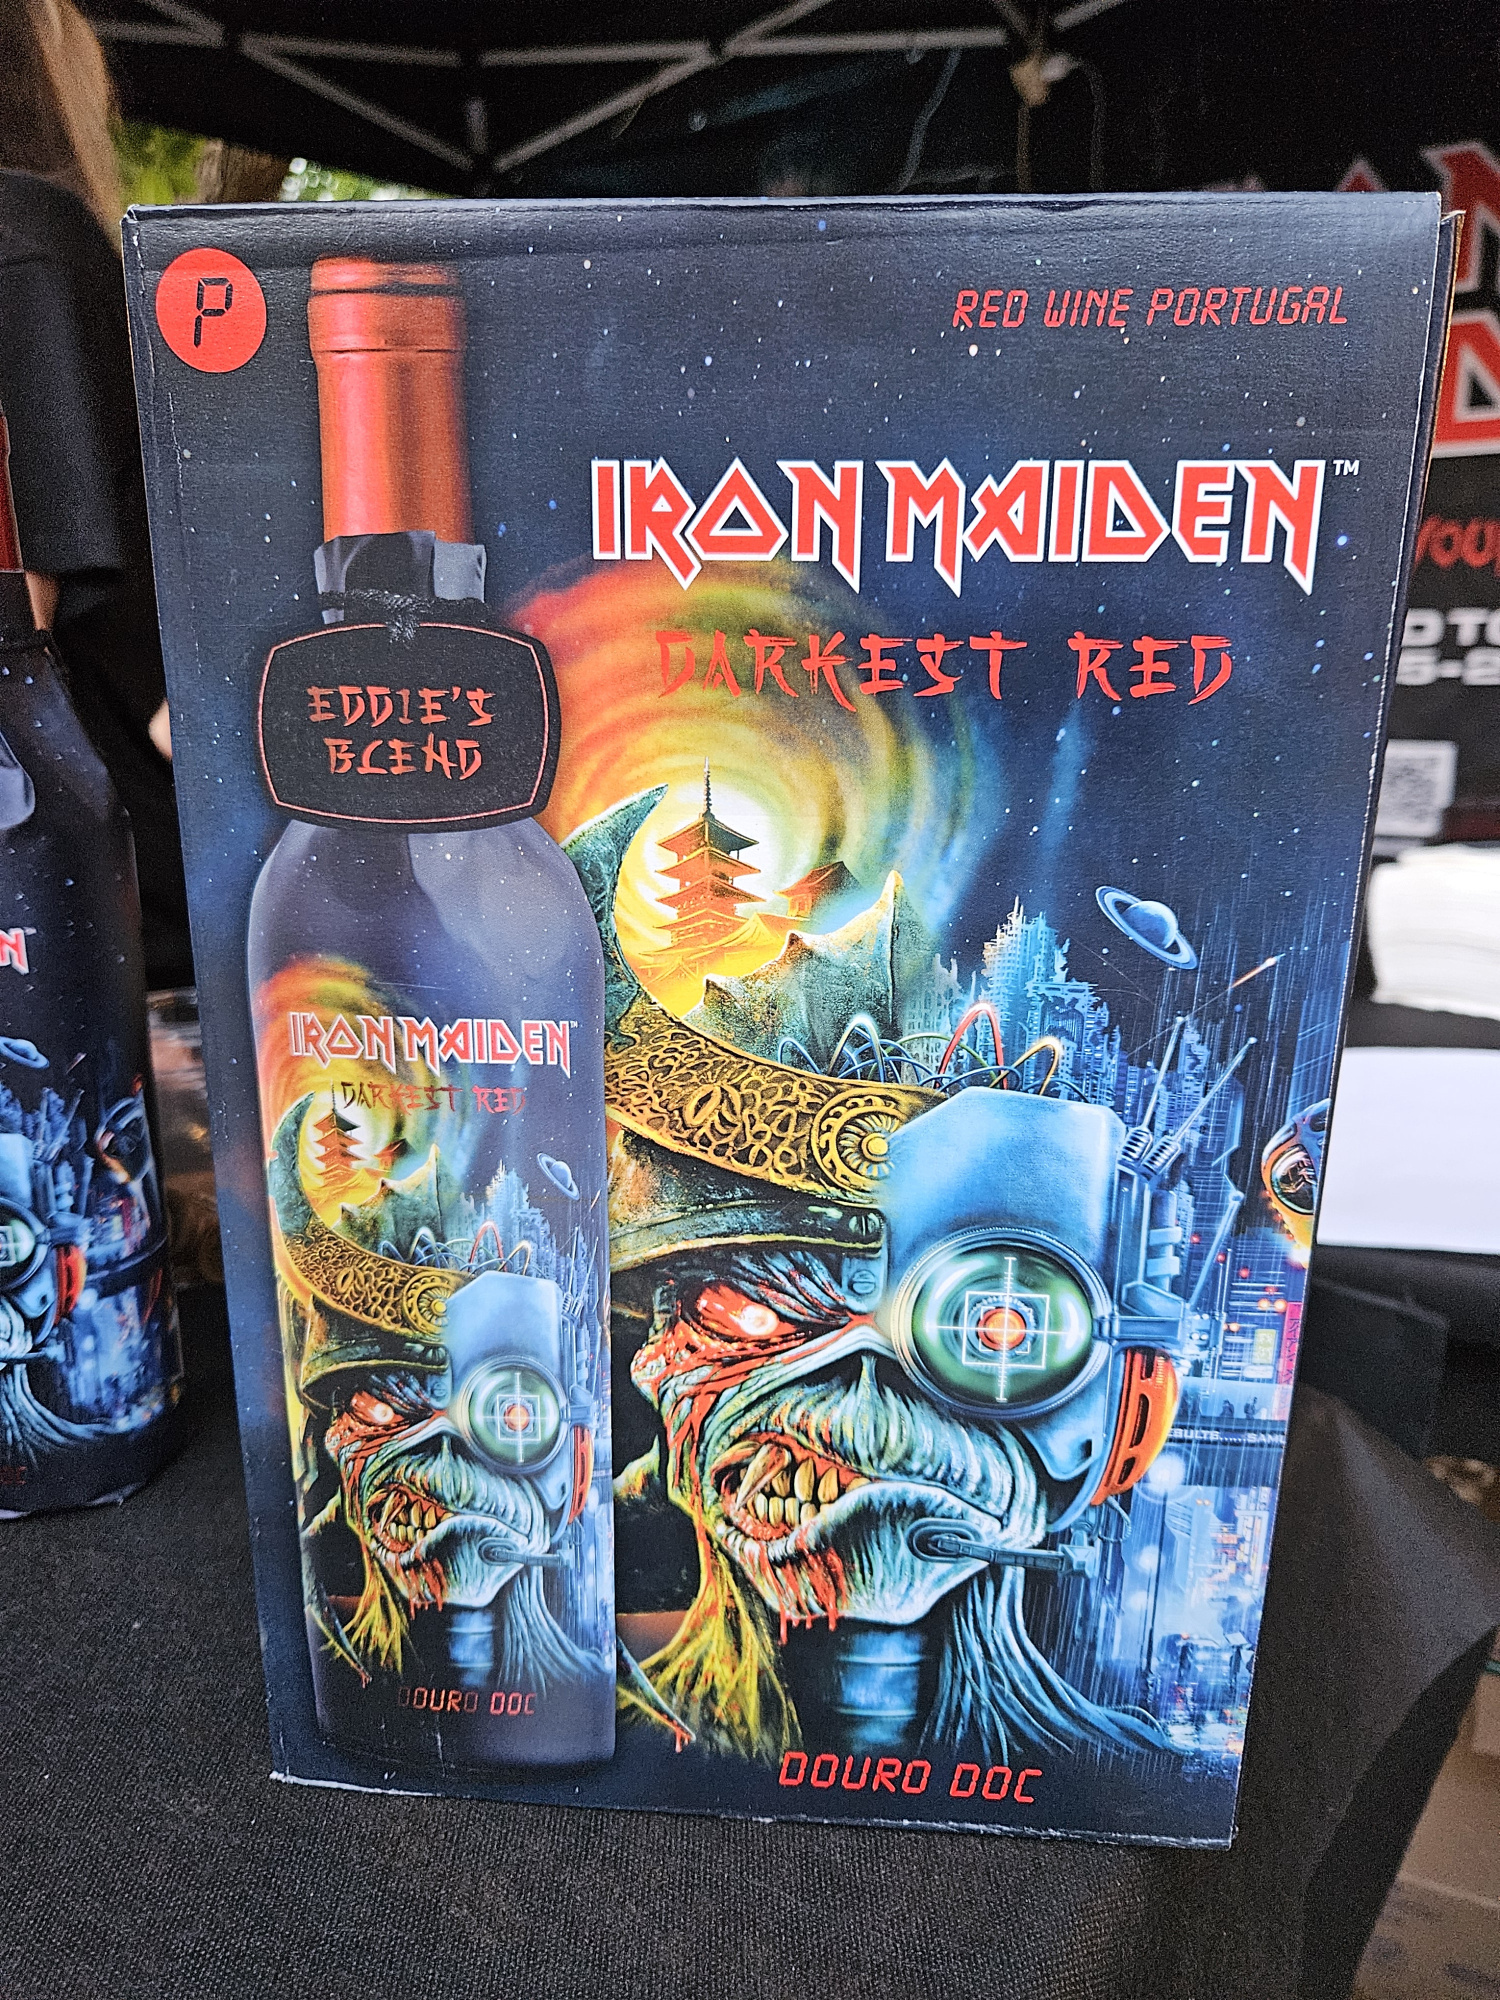 P
RED WINE PORTUGAL
IRON MAIDEN™
DARKEST RED
EDDIE'S
BLEND
IRON MAIDEN™
DARKEST RED
DOURO DOC
DOURO DOC